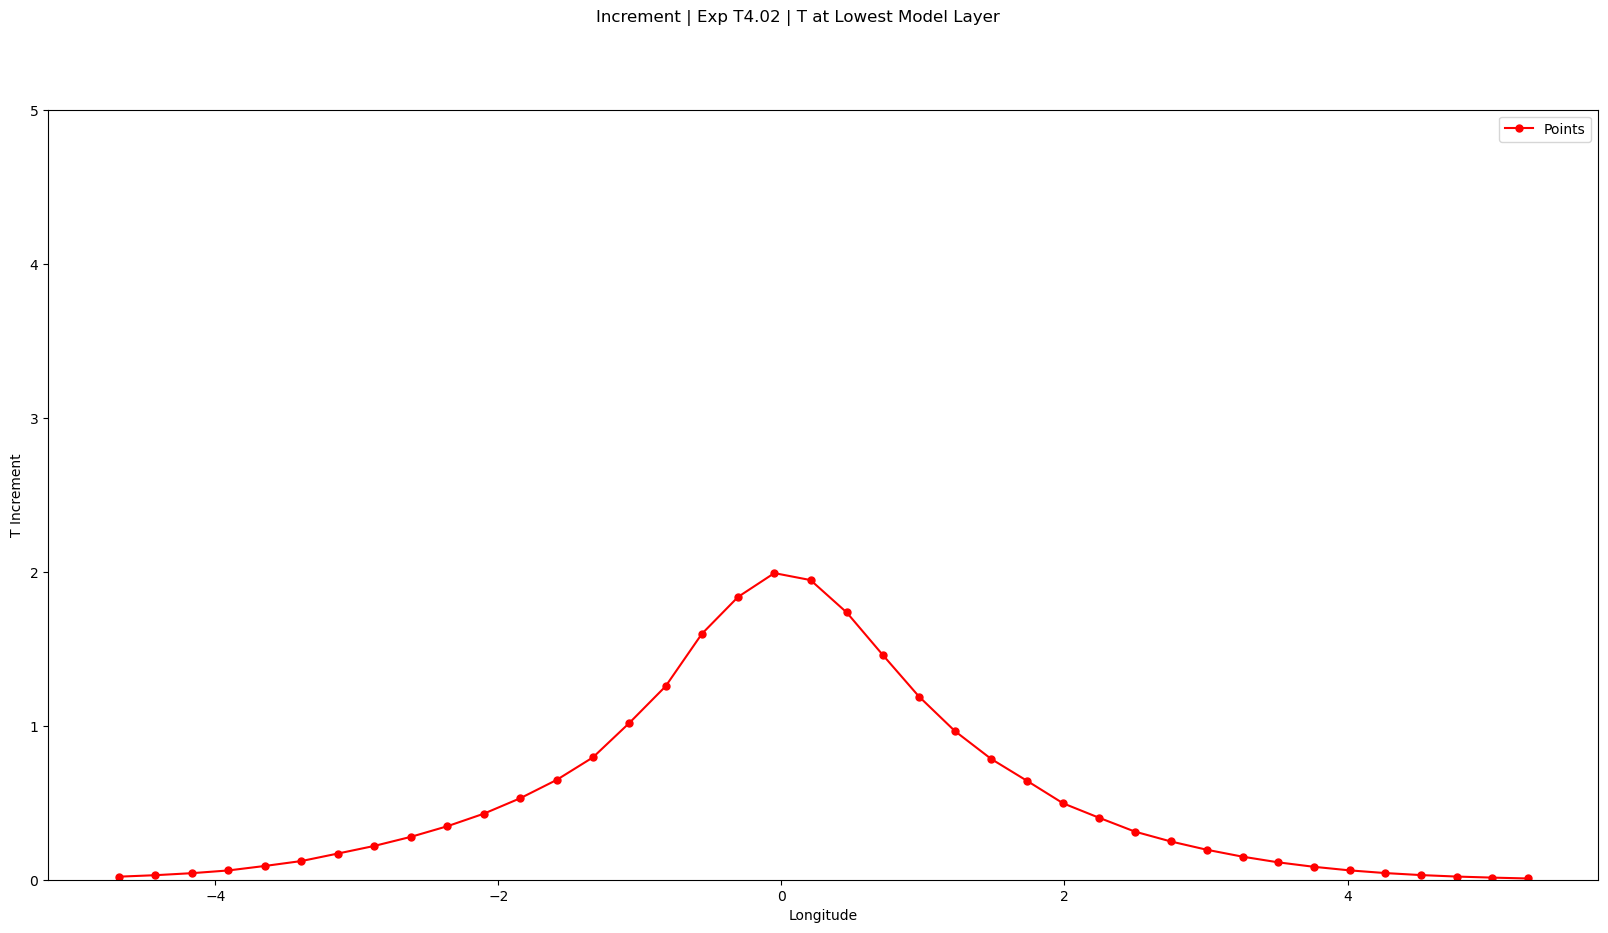 Increment | Exp T4.02 | T at Lowest Model Layer
5
4
3
2
1
0
T Increment
Points
−4
−2
0
2
4
Longitude